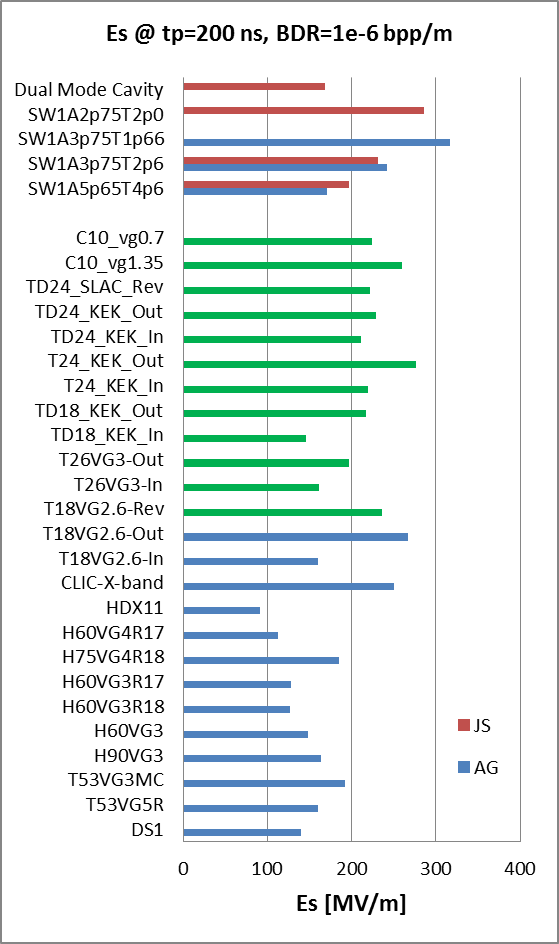 Es @ tp=200 ns, BDR=1e-6 bpp/m
Dual Mode Cavity
SW1A2p75T2p0
SW1A3p75T1p66
SW1A3p75T2p6
SW1A5p65T4p6
C10_vg0.7
C10_vg1.35
TD24_SLAC_Rev
TD24_KEK_Out
TD24_KEK_In
T24_KEK_Out
T24_KEK_In
TD18_KEK_Out
TD18_KEK_In
T26VG3-Out
T26VG3-In
T18VG2.6-Rev
T18VG2.6-Out
T18VG2.6-In
CLIC-X-band
HDX11
H60VG4R17
H75VG4R18
H60VG3R17
H60VG3R18
H60VG3
H90VG3
T53VG3MC
T53VG5R
DS1
JS
AG
0 100 200 300 400
Es [MV/m]